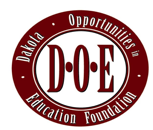 Dakota • Opportunities in
D•O•E
Education Foundation